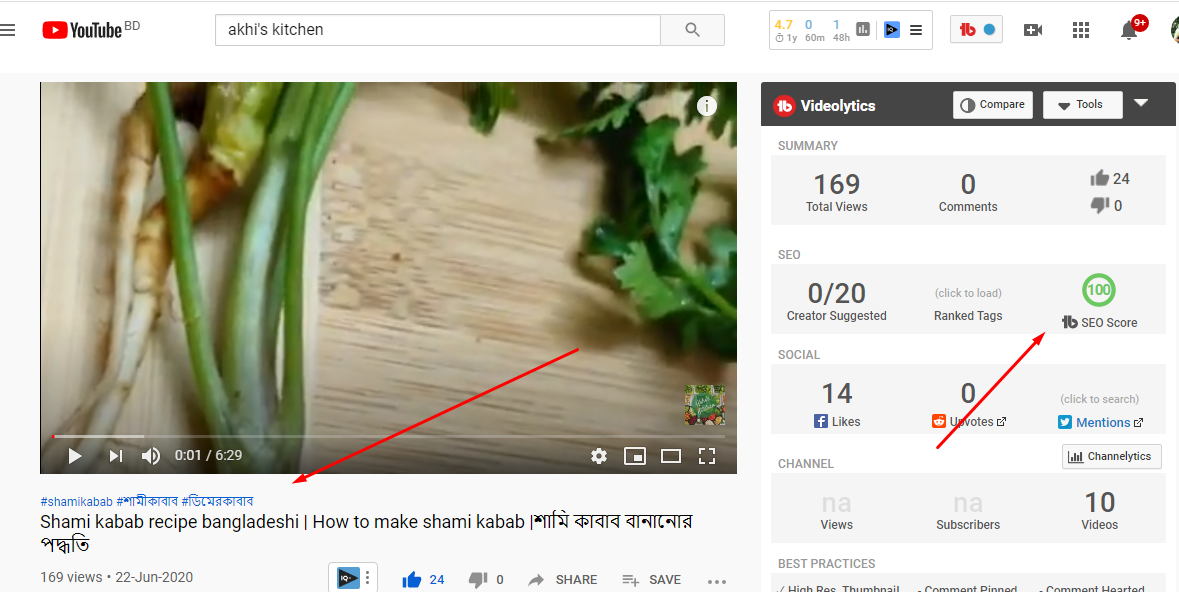 YouTube BD
akhi's kitchen
4.7 0 1
1y 60m 48h
9+
Videolytics Compare Tools
SUMMARY
169 0 24
Total Views Comments 0
SEO
0/20 (click to load) 100
Creator Suggested Ranked Tags SEO Score
SOCIAL
14 0 (click to search)
Likes Upvotes Mentions
CHANNEL Channelytics
na na 10
Views Subscribers Videos
BEST PRACTICES
✓ High Res. Thumbnail - Comment Pinned - Comment Hearted
0:01 / 6:29
#shamikabab #শামীকাবাব #ডিমেরকাবাব
Shami kabab recipe bangladeshi | How to make shami kabab |শামি কাবাব বানানোর
পদ্ধতি
169 views • 22-Jun-2020
IQ 24 0 SHARE SAVE